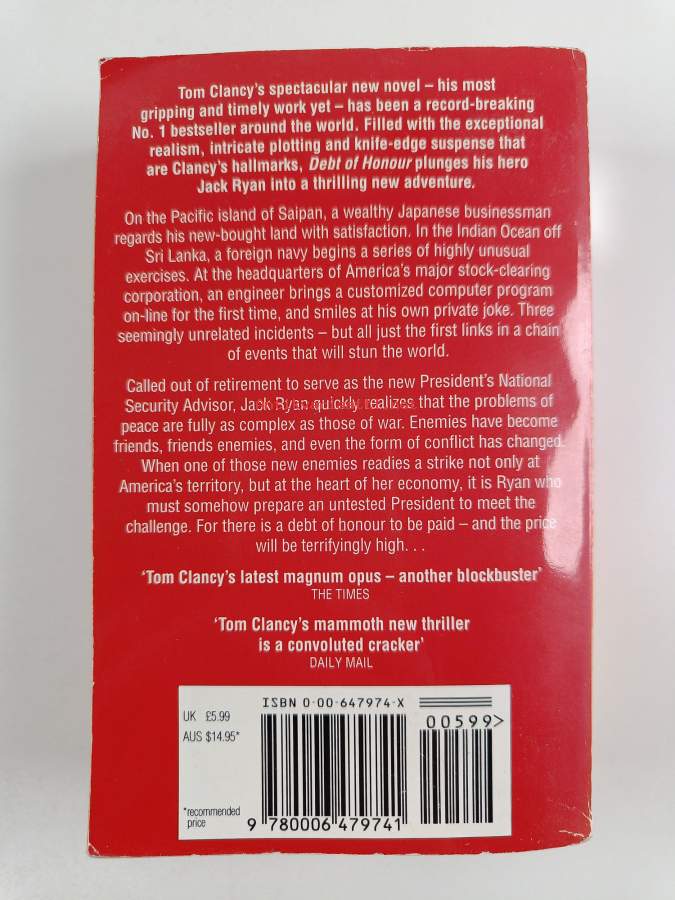 Tom Clancy's spectacular new novel – his most
gripping and timely work yet – has been a record-breaking
No. 1 bestseller around the world. Filled with the exceptional
realism, intricate plotting and knife-edge suspense that
are Clancy's hallmarks, Debt of Honour plunges his hero
Jack Ryan into a thrilling new adventure.
On the Pacific island of Saipan, a wealthy Japanese businessman
regards his new-bought land with satisfaction. In the Indian Ocean off
Sri Lanka, a foreign navy begins a series of highly unusual
exercises. At the headquarters of America's major stock-clearing
corporation, an engineer brings a customized computer program
on-line for the first time, and smiles at his own private joke. Three
seemingly unrelated incidents – but all just the first links in a chain
of events that will stun the world.
Called out of retirement to serve as the new President's National
Security Advisor, Jack Ryan quickly realizes that the problems of
peace are fully as complex as those of war. Enemies have become
friends, friends enemies, and even the form of conflict has changed.
When one of those new enemies readies a strike not only at
America's territory, but at the heart of her economy, it is Ryan who
must somehow prepare an untested President to meet the
challenge. For there is a debt of honour to be paid – and the price
will be terrifyingly high. . .
'Tom Clancy's latest magnum opus – another blockbuster'
THE TIMES
'Tom Clancy's mammoth new thriller
is a convoluted cracker'
DAILY MAIL
ISBN 0-00-647974-X
UK £5.99
AUS $14.95*
00599>
*recommended
price
9 780006 479741